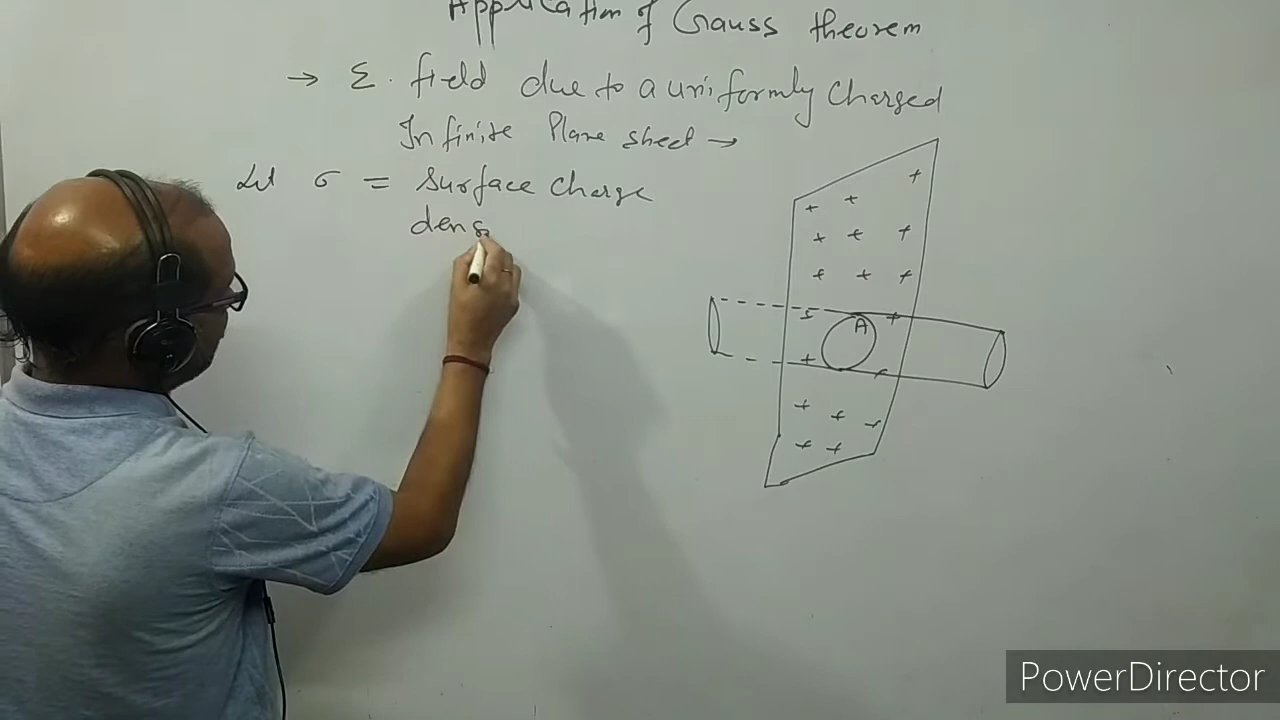 Application of Gauss theorem
→ E. field due to a uniformly charged
Infinite Plane sheet →
Let σ = surface charge
dens
A
PowerDirector